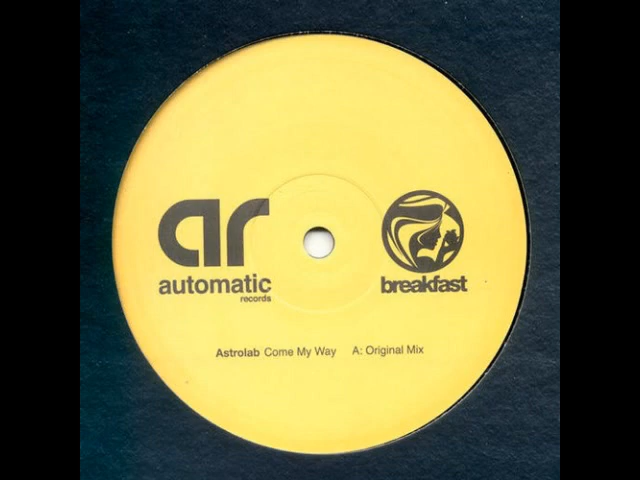 ar
automatic
records
breakfast
Astrolab Come My Way A: Original Mix